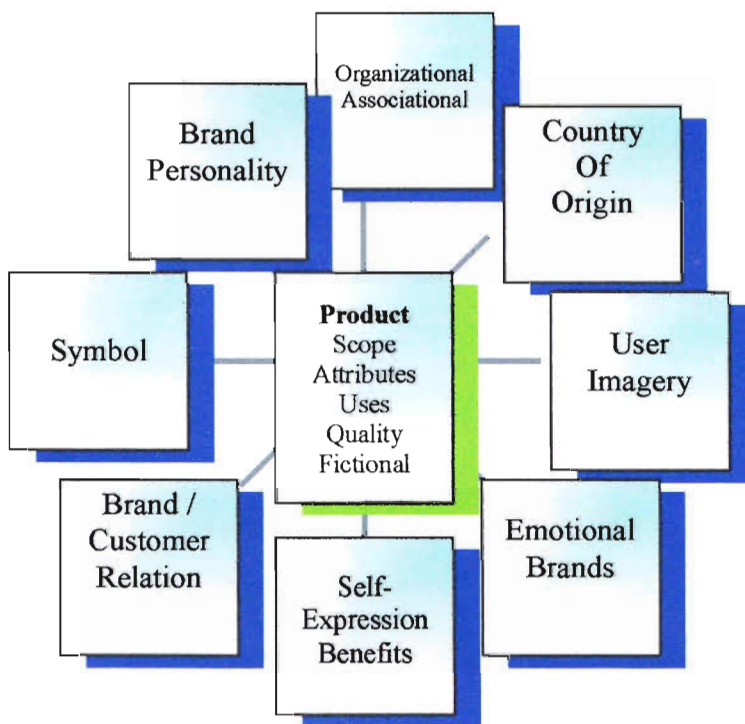 Organizational
Associational
Brand
Personality
Country
Of
Origin
Symbol
Product
Scope
Attributes
Uses
Quality
Fictional
User
Imagery
Brand /
Customer
Relation
Self-
Expression
Benefits
Emotional
Brands